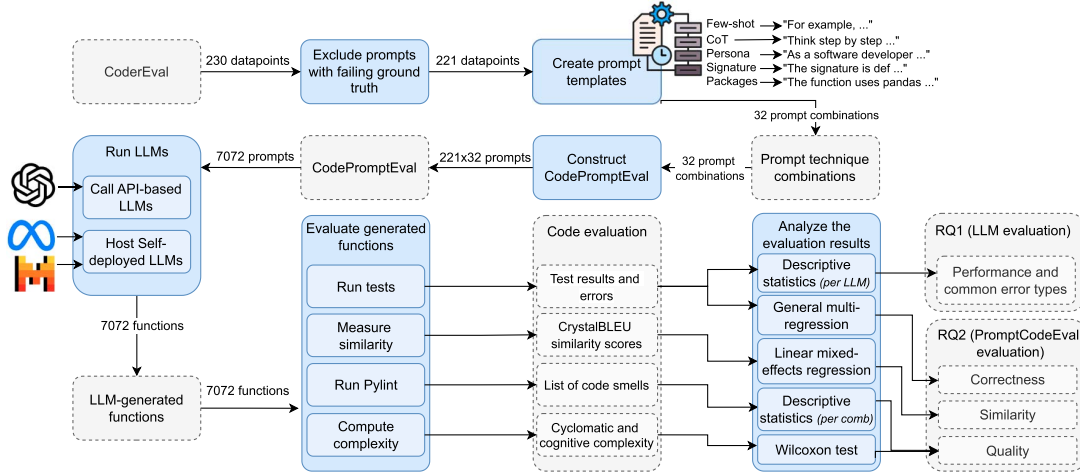 CoderEval
230 datapoints
Exclude prompts
with failing ground
truth
221 datapoints
Create prompt
templates
Few-shot
"For example, ..."
CoT
"Think step by step ..."
Persona
"As a software developer ..."
Signature
"The signature is def ..."
Packages
"The function uses pandas ..."
32 prompt combinations
Run LLMs
Call API-based
LLMs
Host Self-
deployed LLMs
7072 prompts
CodePromptEval
221x32 prompts
Construct
CodePromptEval
32 prompt
combinations
Prompt technique
combinations
7072 functions
LLM-generated
functions
7072 functions
Evaluate generated
functions
Run tests
Measure
similarity
Run Pylint
Compute
complexity
Code evaluation
Test results and
errors
CrystalBLEU
similarity scores
List of code smells
Cyclomatic and
cognitive complexity
Analyze the
evaluation results
Descriptive
statistics (per LLM)
General multi-
regression
Linear mixed-
effects regression
Descriptive
statistics (per comb)
Wilcoxon test
RQ1 (LLM evaluation)
Performance and
common error types
RQ2 (PromptCodeEval
evaluation)
Correctness
Similarity
Quality